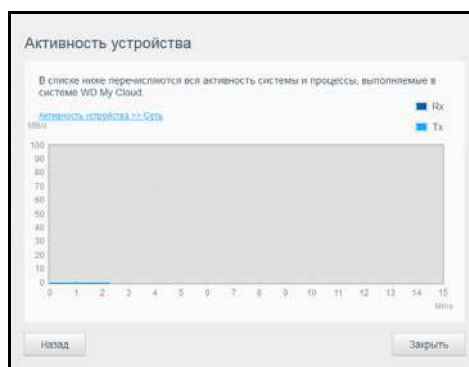 Активность устройства
В списке ниже перечисляются вся активность системы и процессы, выполняемые в
системе WD My Cloud.
Rx
Активность устройства >> Сеть
Tx
MB/s
100
90
80
70
60
50
40
30
20
10
0
0 1 2 3 4 5 6 7 8 9 10 11 12 13 14 15
Mins
Назад
Закрыть